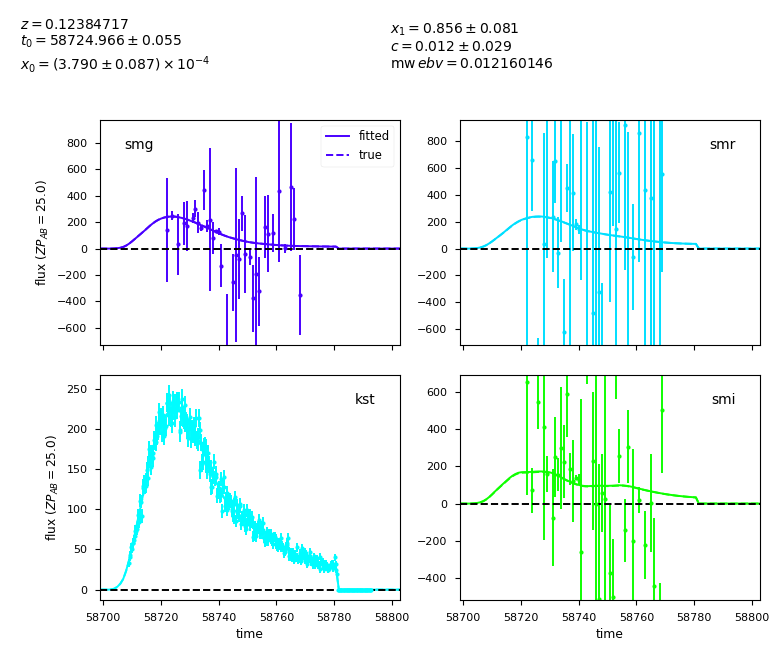 z = 0.12384717
t₀ = 58724.966 ± 0.055
x₀ = (3.790 ± 0.087) × 10⁻⁴
x₁ = 0.856 ± 0.081
c = 0.012 ± 0.029
mw ebv = 0.012160146
smg
fitted
true
flux (ZP_AB = 25.0)
800
600
400
200
0
−200
−400
−600
smr
800
600
400
200
0
−200
−400
−600
kst
flux (ZP_AB = 25.0)
250
200
150
100
50
0
58700
58720
58740
58760
58780
58800
time
smi
600
400
200
0
−200
−400
58700
58720
58740
58760
58780
58800
time